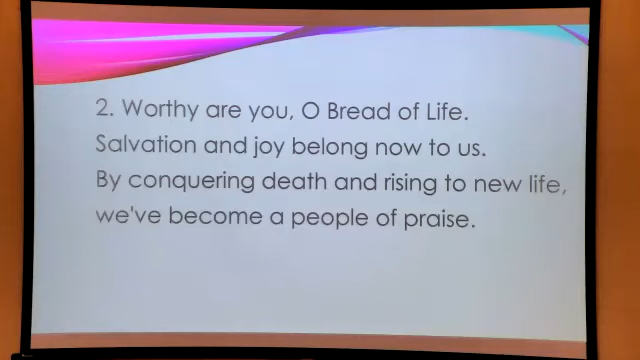 2. Worthy are you, O Bread of Life.
Salvation and joy belong now to us.
By conquering death and rising to new life,
we've become a people of praise.